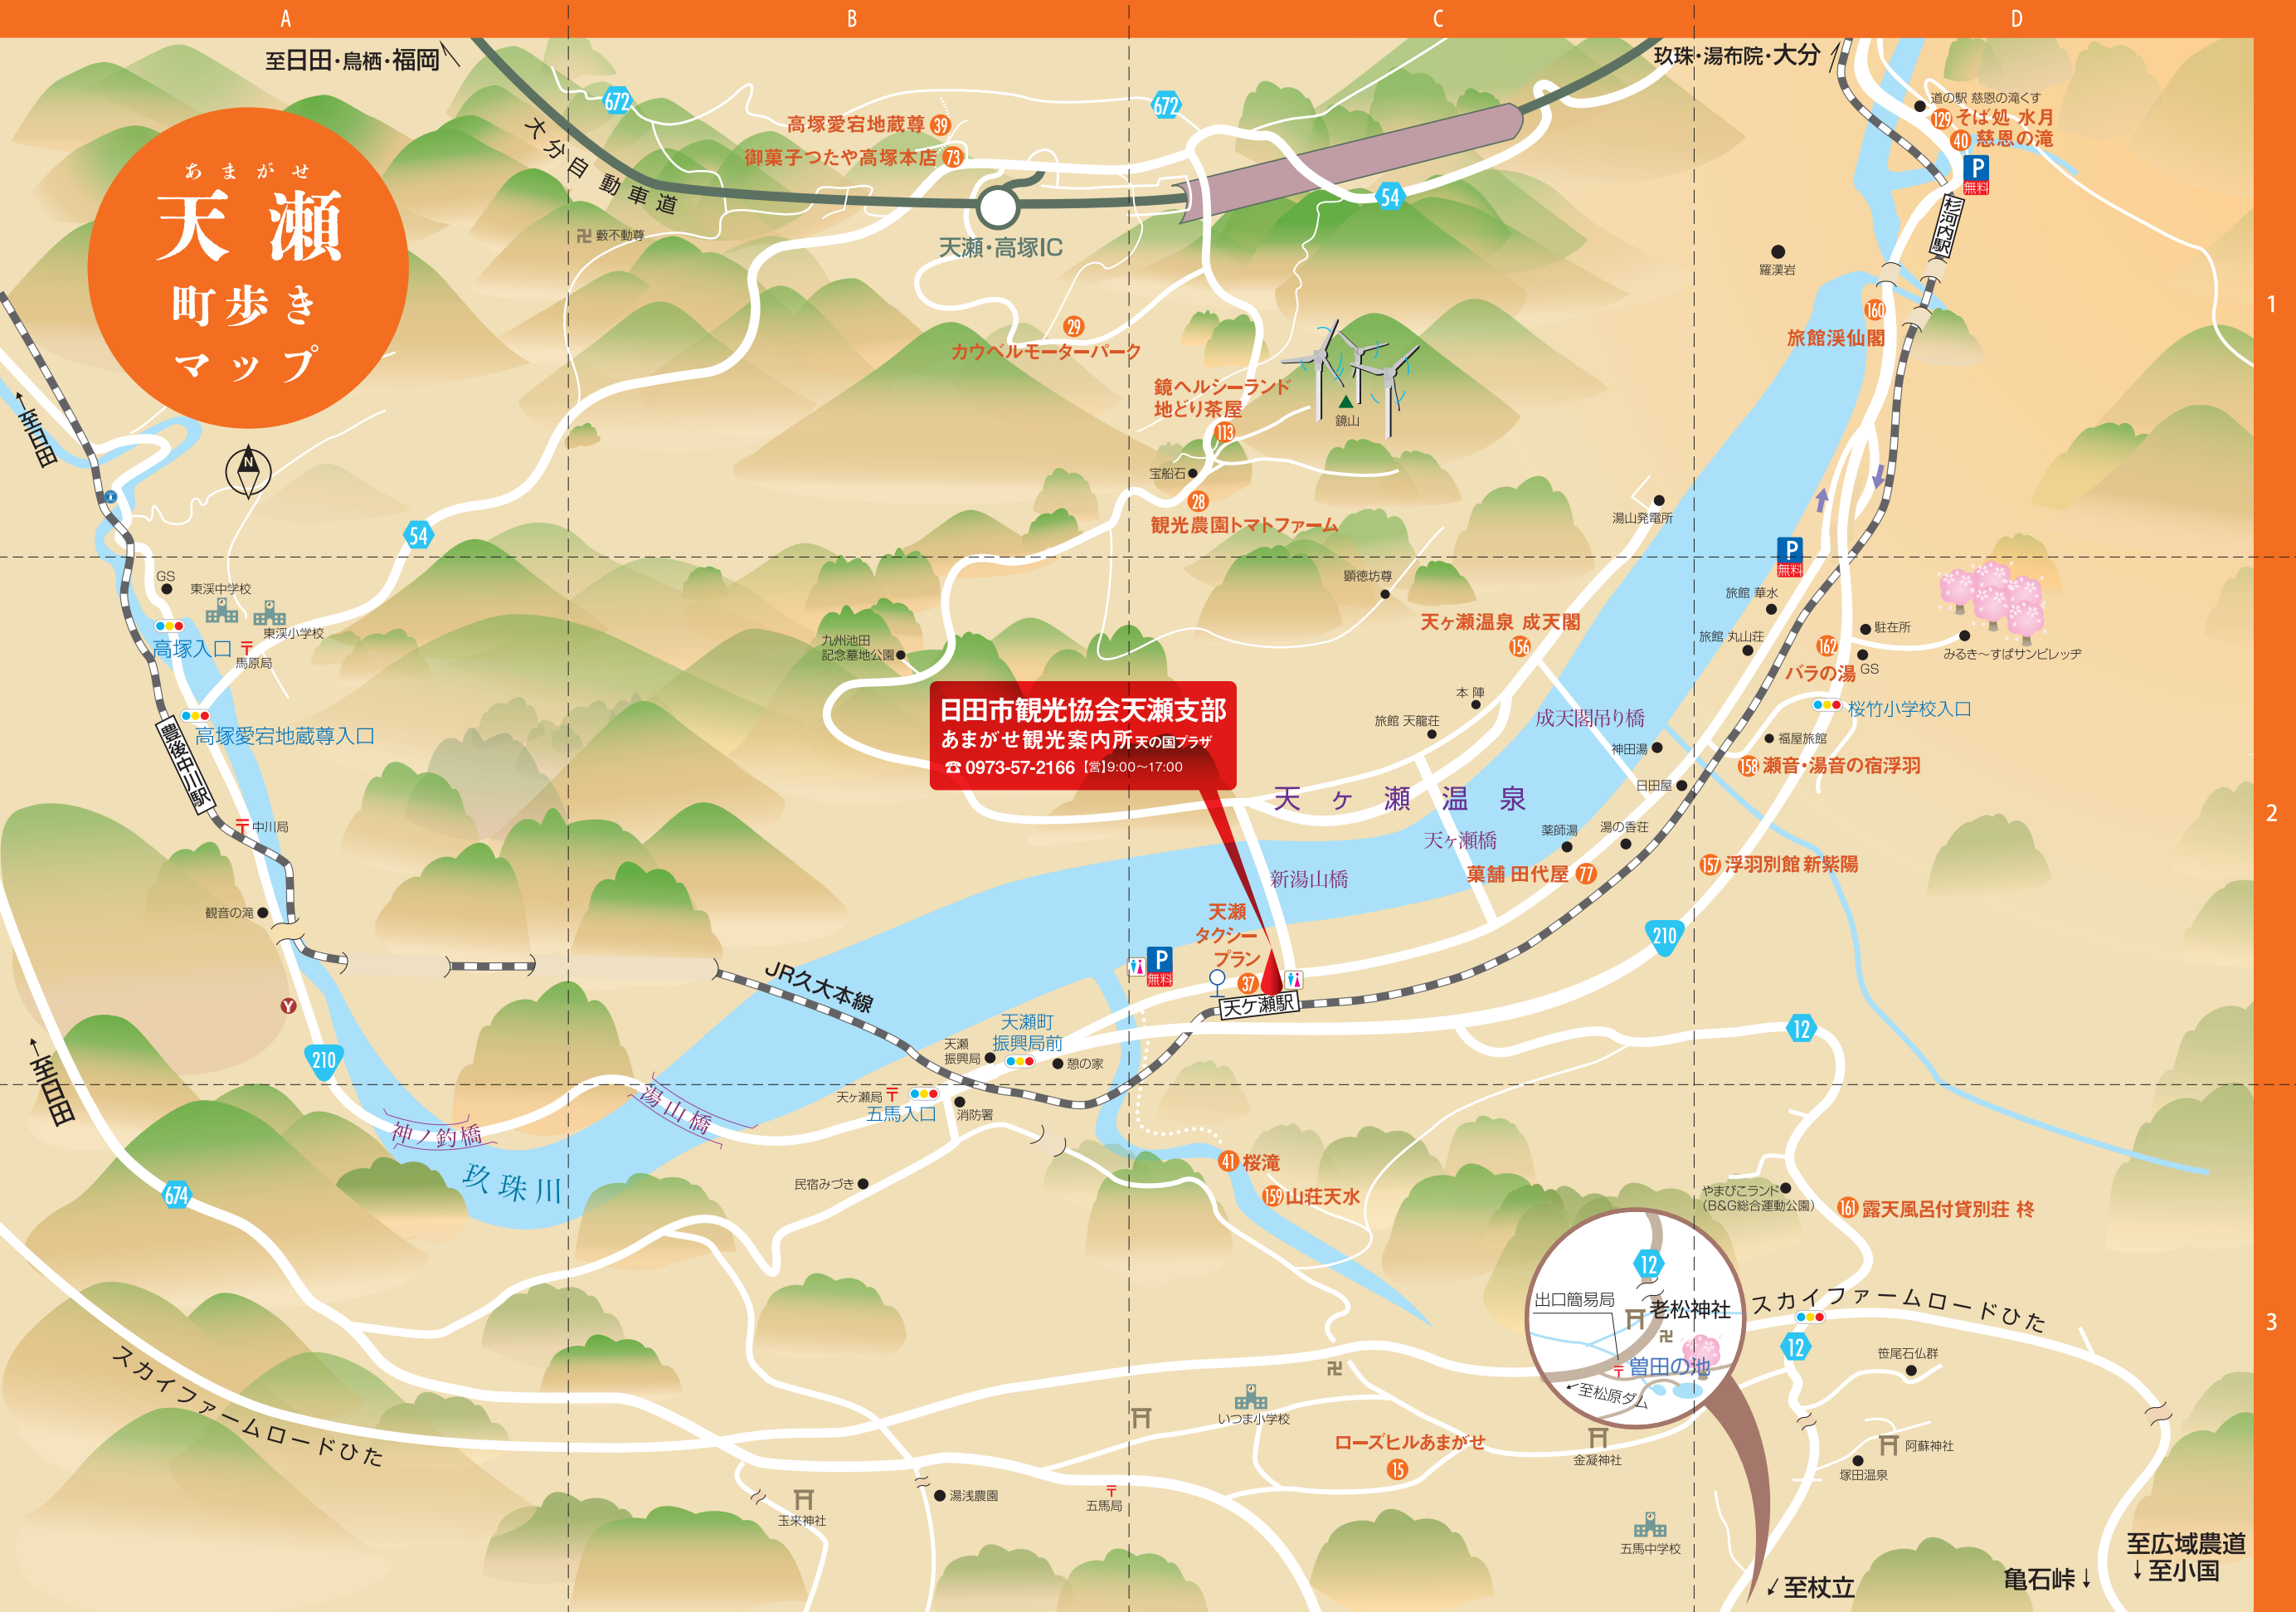 A
B
C
D
至日田・鳥栖・福岡
玖珠・湯布院・大分
あまがせ
天瀬
町歩き
マップ
672
672
大分自動車道
高塚愛宕地蔵尊 39
御菓子つたや高塚本店 73
54
道の駅 慈恩の滝くす
129 そば処 水月
40 慈恩の滝
P
無料
杉河内駅
藪不動尊
天瀬・高塚IC
羅漢岩
1
160
旅館渓仙閣
29
カウベルモーターパーク
鏡ヘルシーランド
地どり茶屋
113
鏡山
←至日田
N
宝船石
28
観光農園トマトファーム
湯山発電所
54
P
無料
GS
東渓中学校
東渓小学校
高塚入口
馬原局
顕徳坊尊
旅館 華水
天ヶ瀬温泉 成天閣
156
旅館 丸山荘
162
バラの湯
駐在所
GS
みるき〜すぱサンビレッヂ
九州池田
記念墓地公園
日田市観光協会天瀬支部
あまがせ観光案内所 天の国プラザ
☎ 0973-57-2166 【営】9:00〜17:00
本陣
旅館 天龍荘
成天閣吊り橋
神田湯
桜竹小学校入口
福屋旅館
158 瀬音・湯音の宿浮羽
高塚愛宕地蔵尊入口
豊後中川駅
中川局
日田屋
天ヶ瀬温泉
2
天ヶ瀬橋
薬師湯
湯の香荘
菓舗 田代屋 77
157 浮羽別館 新紫陽
新湯山橋
観音の滝
天瀬
タクシー
プラン
37
210
P
無料
天ケ瀬駅
JR久大本線
Y
天瀬町
振興局前
天瀬
振興局
憩の家
12
210
←至日田
天ヶ瀬局
五馬入口
消防署
神ノ釣橋
湯山橋
玖珠川
41 桜滝
民宿みづき
159 山荘天水
674
やまびこランド
(B&G総合運動公園)
161 露天風呂付貸別荘 柊
12
出口簡易局
老松神社
曽田の池
←至松原ダム
スカイファームロードひた
3
12
笹尾石仏群
スカイファームロードひた
いつま小学校
ローズヒルあまがせ
15
金凝神社
阿蘇神社
塚田温泉
湯浅農園
五馬局
玉来神社
五馬中学校
至広域農道
↓至小国
亀石峠↓
↙至杖立